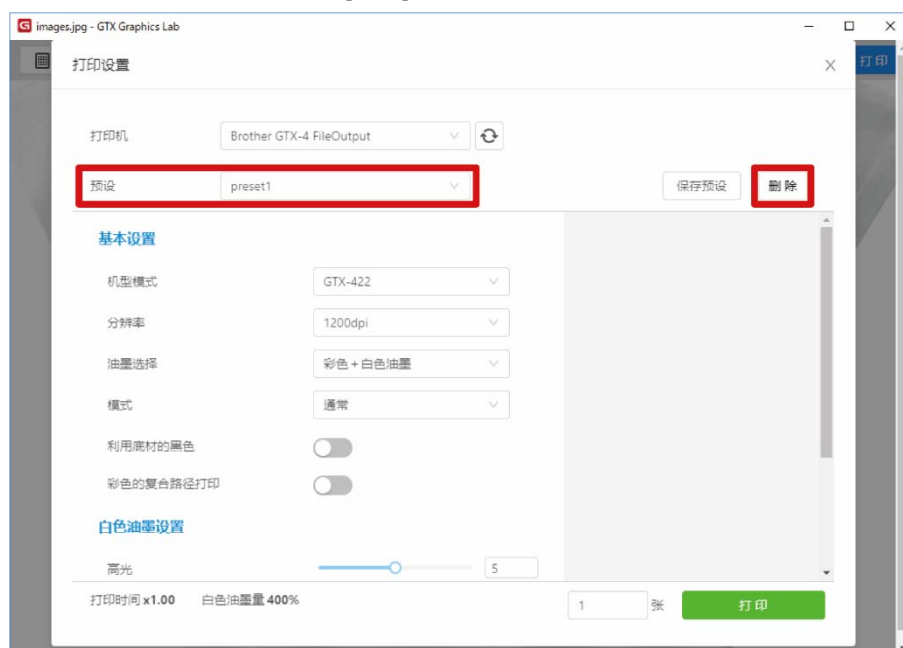 images.jpg - GTX Graphics Lab
打印设置
打印
打印机 Brother GTX-4 FileOutput
预设 preset1 保存预设 删除
基本设置
机型模式 GTX-422
分辨率 1200dpi
油墨选择 彩色 + 白色油墨
模式 通常
利用底材的黑色
彩色的复合路径打印
白色油墨设置
高光 5
打印时间 x1.00 白色油墨量 400% 1 张 打印